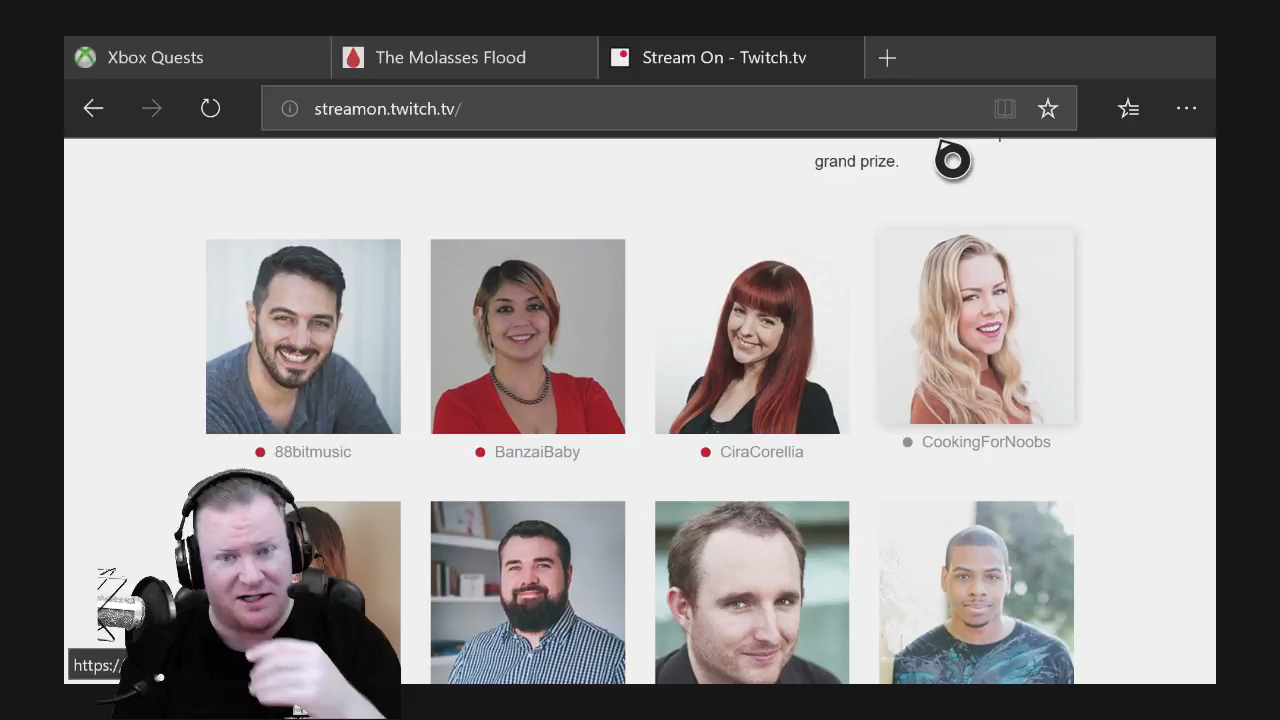 Xbox Quests
The Molasses Flood
Stream On - Twitch.tv
streamon.twitch.tv/
grand prize.
88bitmusic
BanzaiBaby
CiraCorellia
CookingForNoobs
https:/